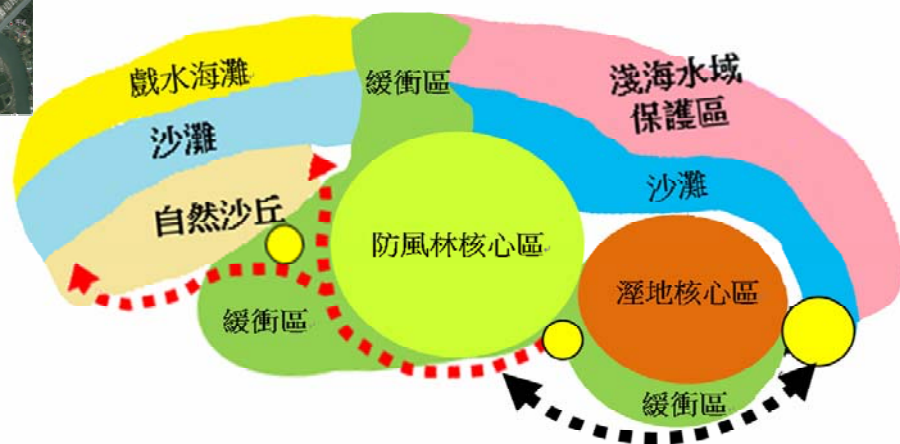 戲水海灘
緩衝區
淺海水域
保護區
沙灘
沙灘
自然沙丘
防風林核心區
溼地核心區
緩衝區
緩衝區